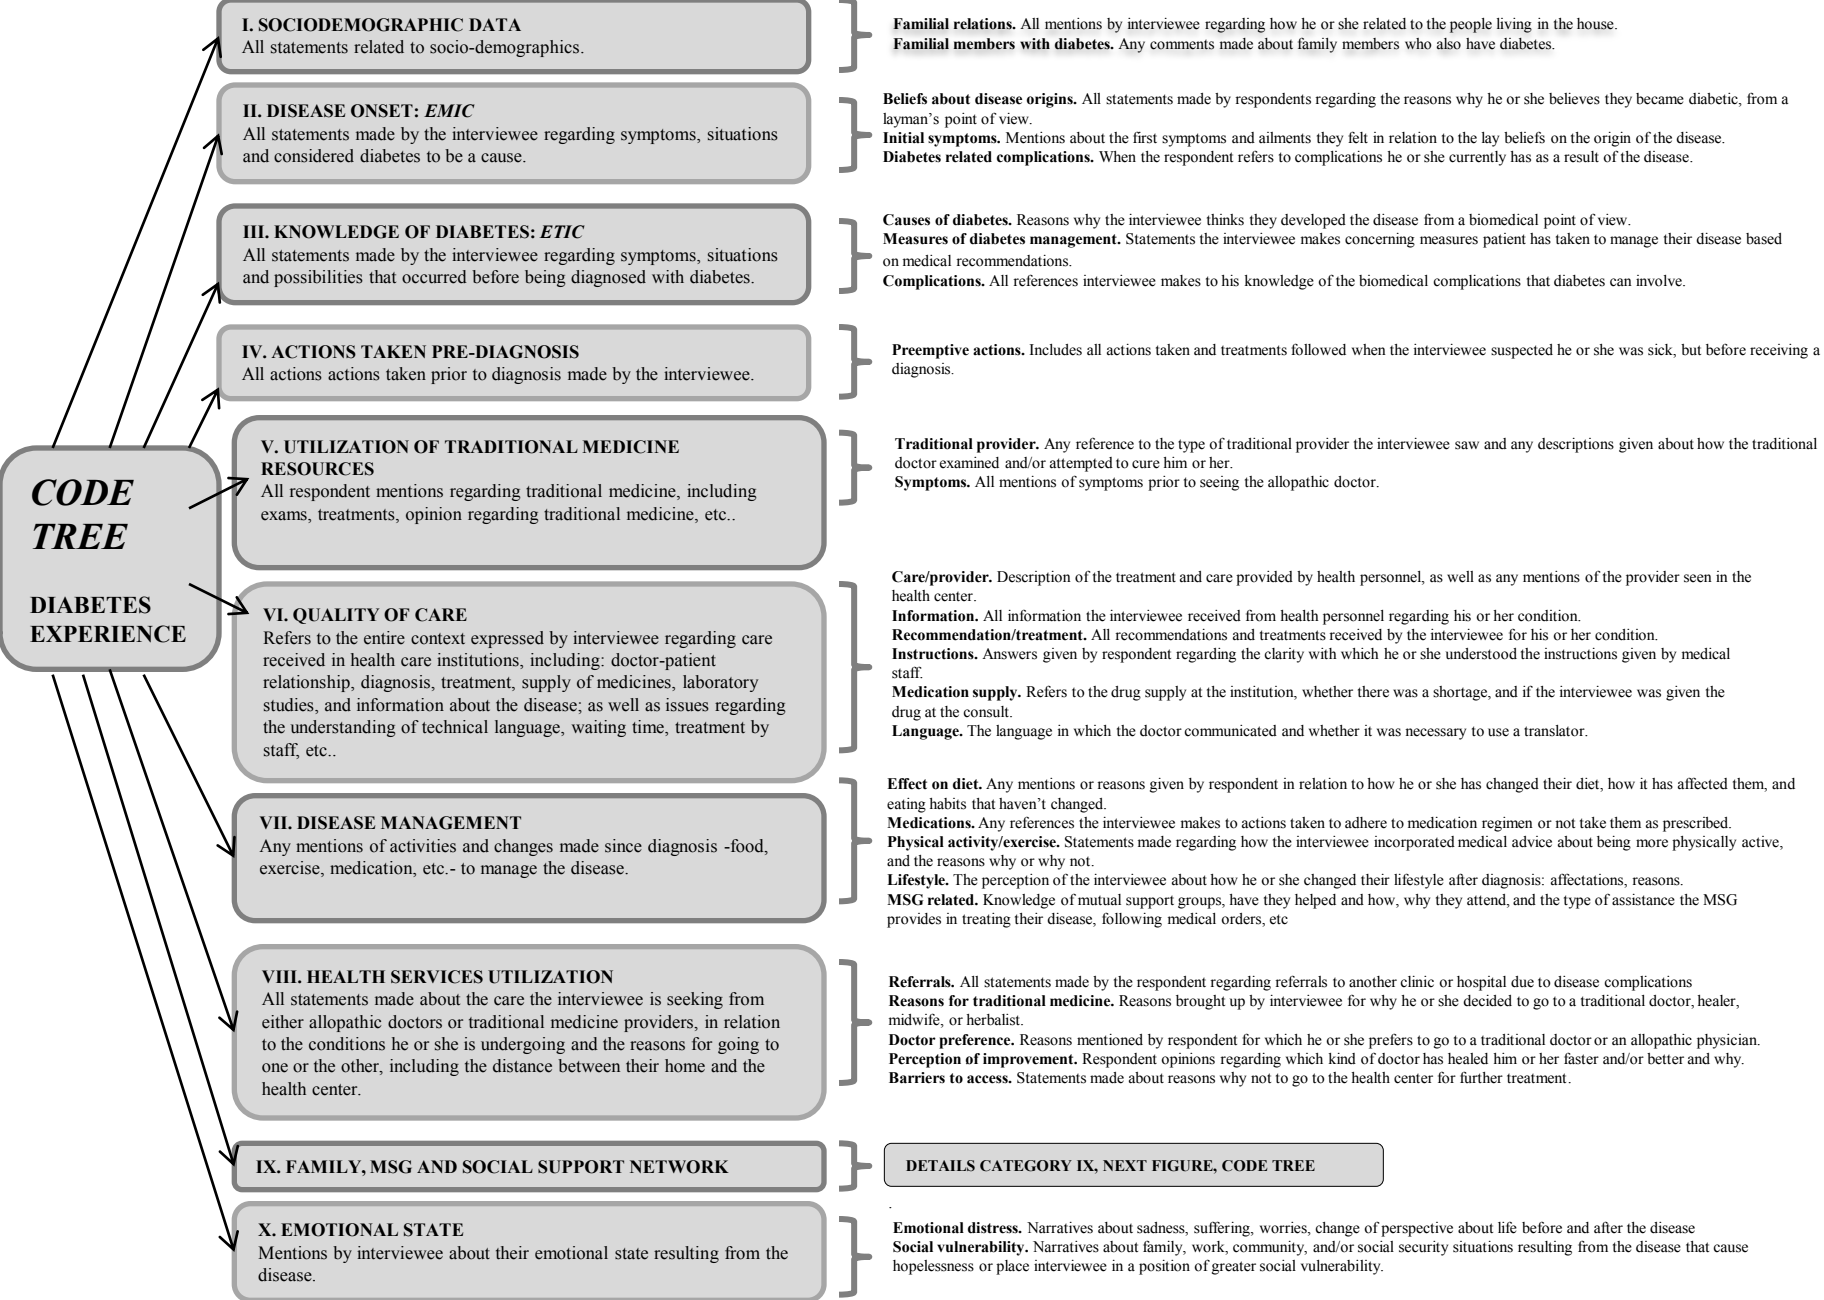 CODE
TREE
DIABETES
EXPERIENCE
I. SOCIODEMOGRAPHIC DATA
All statements related to socio-demographics.
Familial relations. All mentions by interviewee regarding how he or she related to the people living in the house.
Familial members with diabetes. Any comments made about family members who also have diabetes.
II. DISEASE ONSET: EMIC
All statements made by the interviewee regarding symptoms, situations
and considered diabetes to be a cause.
Beliefs about disease origins. All statements made by respondents regarding the reasons why he or she believes they became diabetic, from a
layman's point of view.
Initial symptoms. Mentions about the first symptoms and ailments they felt in relation to the lay beliefs on the origin of the disease.
Diabetes related complications. When the respondent refers to complications he or she currently has as a result of the disease.
III. KNOWLEDGE OF DIABETES: ETIC
All statements made by the interviewee regarding symptoms, situations
and possibilities that occurred before being diagnosed with diabetes.
Causes of diabetes. Reasons why the interviewee thinks they developed the disease from a biomedical point of view.
Measures of diabetes management. Statements the interviewee makes concerning measures patient has taken to manage their disease based
on medical recommendations.
Complications. All references interviewee makes to his knowledge of the biomedical complications that diabetes can involve.
IV. ACTIONS TAKEN PRE-DIAGNOSIS
All actions actions taken prior to diagnosis made by the interviewee.
Preemptive actions. Includes all actions taken and treatments followed when the interviewee suspected he or she was sick, but before receiving a
diagnosis.
V. UTILIZATION OF TRADITIONAL MEDICINE
RESOURCES
All respondent mentions regarding traditional medicine, including
exams, treatments, opinion regarding traditional medicine, etc..
Traditional provider. Any reference to the type of traditional provider the interviewee saw and any descriptions given about how the traditional
doctor examined and/or attempted to cure him or her.
Symptoms. All mentions of symptoms prior to seeing the allopathic doctor.
VI. QUALITY OF CARE
Refers to the entire context expressed by interviewee regarding care
received in health care institutions, including: doctor-patient
relationship, diagnosis, treatment, supply of medicines, laboratory
studies, and information about the disease; as well as issues regarding
the understanding of technical language, waiting time, treatment by
staff, etc..
Care/provider. Description of the treatment and care provided by health personnel, as well as any mentions of the provider seen in the
health center.
Information. All information the interviewee received from health personnel regarding his or her condition.
Recommendation/treatment. All recommendations and treatments received by the interviewee for his or her condition.
Instructions. Answers given by respondent regarding the clarity with which he or she understood the instructions given by medical
staff.
Medication supply. Refers to the drug supply at the institution, whether there was a shortage, and if the interviewee was given the
drug at the consult.
Language. The language in which the doctor communicated and whether it was necessary to use a translator.
VII. DISEASE MANAGEMENT
Any mentions of activities and changes made since diagnosis -food,
exercise, medication, etc.- to manage the disease.
Effect on diet. Any mentions or reasons given by respondent in relation to how he or she has changed their diet, how it has affected them, and
eating habits that haven't changed.
Medications. Any references the interviewee makes to actions taken to adhere to medication regimen or not take them as prescribed.
Physical activity/exercise. Statements made regarding how the interviewee incorporated medical advice about being more physically active,
and the reasons why or why not.
Lifestyle. The perception of the interviewee about how he or she changed their lifestyle after diagnosis: affectations, reasons.
MSG related. Knowledge of mutual support groups, have they helped and how, why they attend, and the type of assistance the MSG
provides in treating their disease, following medical orders, etc
VIII. HEALTH SERVICES UTILIZATION
All statements made about the care the interviewee is seeking from
either allopathic doctors or traditional medicine providers, in relation
to the conditions he or she is undergoing and the reasons for going to
one or the other, including the distance between their home and the
health center.
Referrals. All statements made by the respondent regarding referrals to another clinic or hospital due to disease complications
Reasons for traditional medicine. Reasons brought up by interviewee for why he or she decided to go to a traditional doctor, healer,
midwife, or herbalist.
Doctor preference. Reasons mentioned by respondent for which he or she prefers to go to a traditional doctor or an allopathic physician.
Perception of improvement. Respondent opinions regarding which kind of doctor has healed him or her faster and/or better and why.
Barriers to access. Statements made about reasons why not to go to the health center for further treatment.
IX. FAMILY, MSG AND SOCIAL SUPPORT NETWORK
DETAILS CATEGORY IX, NEXT FIGURE, CODE TREE
.
X. EMOTIONAL STATE
Mentions by interviewee about their emotional state resulting from the
disease.
Emotional distress. Narratives about sadness, suffering, worries, change of perspective about life before and after the disease
Social vulnerability. Narratives about family, work, community, and/or social security situations resulting from the disease that cause
hopelessness or place interviewee in a position of greater social vulnerability.